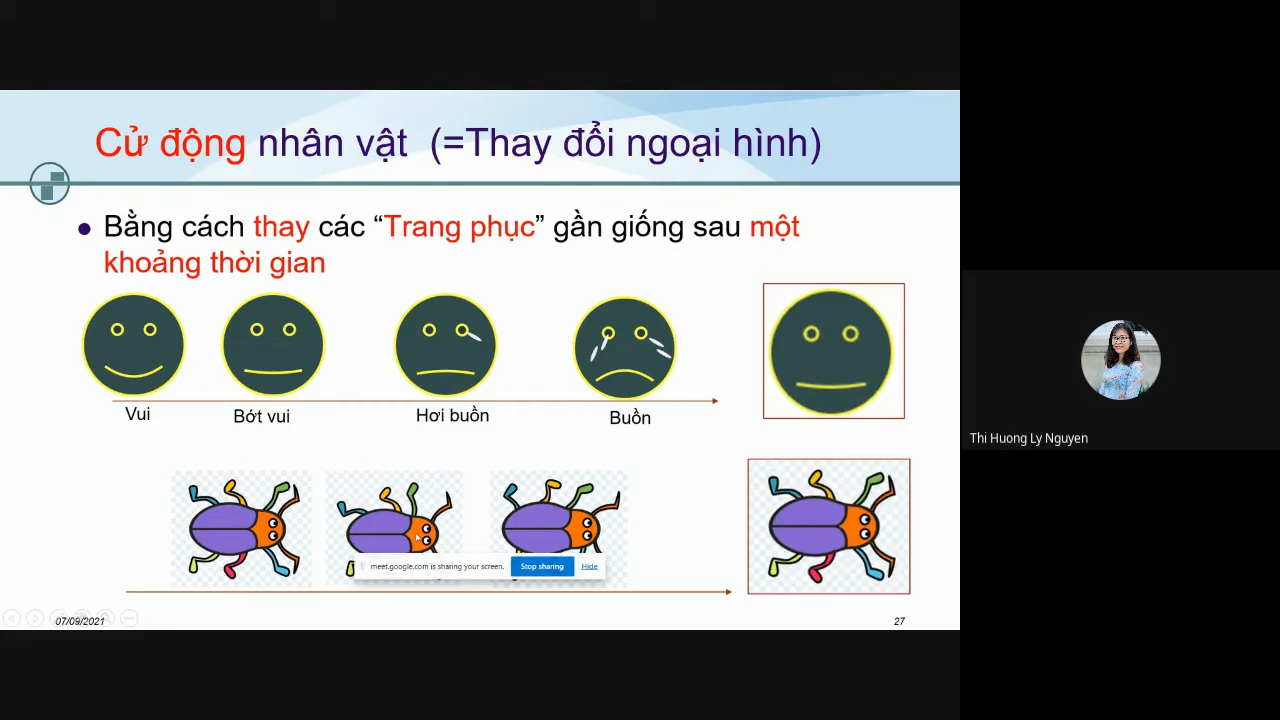 Cử động nhân vật (=Thay đổi ngoại hình)
Bằng cách thay các “Trang phục” gần giống sau một
khoảng thời gian
Vui
Bớt vui
Hơi buồn
Buồn
Thi Huong Ly Nguyen
meet.google.com is sharing your screen.
Stop sharing
Hide
07/09/2021
27